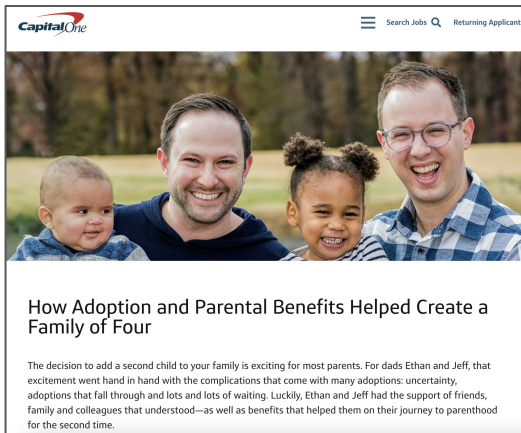 CapitalOne
Search Jobs
Returning Applicant
How Adoption and Parental Benefits Helped Create a
Family of Four
The decision to add a second child to your family is exciting for most parents. For dads Ethan and Jeff, that
excitement went hand in hand with the complications that come with many adoptions: uncertainty,
adoptions that fall through and lots and lots of waiting. Luckily, Ethan and Jeff had the support of friends,
family and colleagues that understood—as well as benefits that helped them on their journey to parenthood
for the second time.